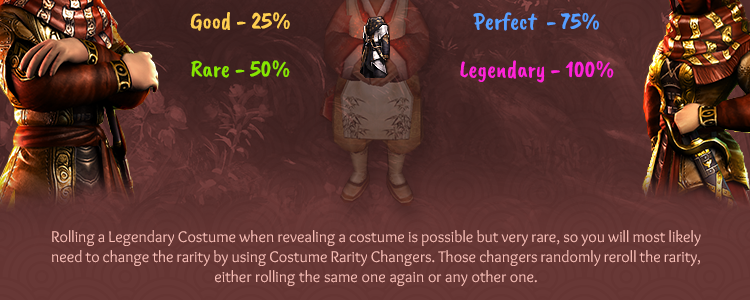 Good - 25%
Perfect - 75%
Rare - 50%
Legendary - 100%
Rolling a Legendary Costume when revealing a costume is possible but very rare, so you will most likely
need to change the rarity by using Costume Rarity Changers. Those changers randomly reroll the rarity,
either rolling the same one again or any other one.